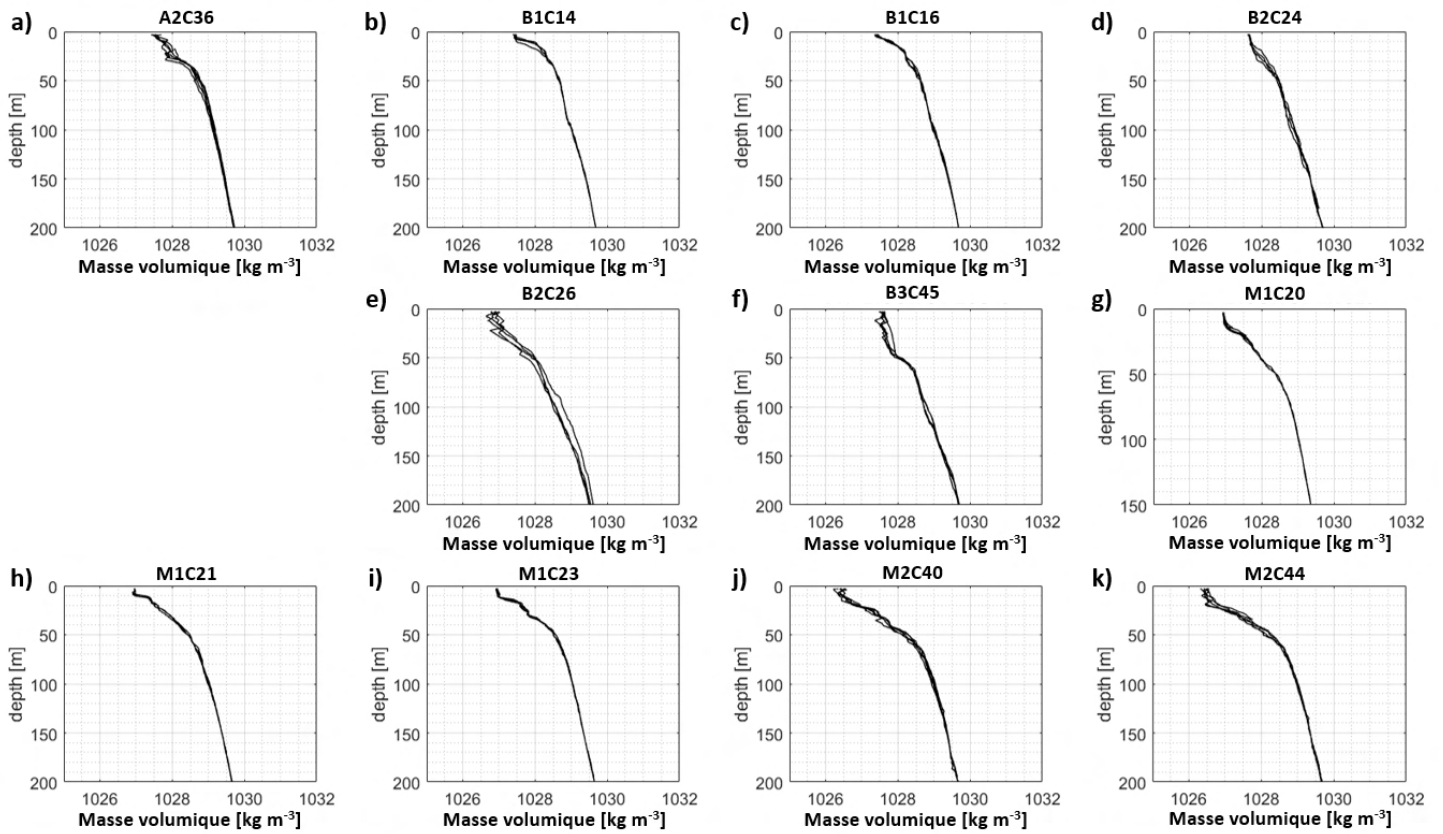 a) A2C36
0
50
100
150
200
depth [m]
1026 1028 1030 1032
Masse volumique [kg m-3]
b) B1C14
0
50
100
150
200
depth [m]
1026 1028 1030 1032
Masse volumique [kg m-3]
c) B1C16
0
50
100
150
200
depth [m]
1026 1028 1030 1032
Masse volumique [kg m-3]
d) B2C24
0
50
100
150
200
depth [m]
1026 1028 1030 1032
Masse volumique [kg m-3]
e) B2C26
0
50
100
150
200
depth [m]
1026 1028 1030 1032
Masse volumique [kg m-3]
f) B3C45
0
50
100
150
200
depth [m]
1026 1028 1030 1032
Masse volumique [kg m-3]
g) M1C20
0
50
100
150
depth [m]
1026 1028 1030 1032
Masse volumique [kg m-3]
h) M1C21
0
50
100
150
200
depth [m]
1026 1028 1030 1032
Masse volumique [kg m-3]
i) M1C23
0
50
100
150
200
depth [m]
1026 1028 1030 1032
Masse volumique [kg m-3]
j) M2C40
0
50
100
150
200
depth [m]
1026 1028 1030 1032
Masse volumique [kg m-3]
k) M2C44
0
50
100
150
200
depth [m]
1026 1028 1030 1032
Masse volumique [kg m-3]